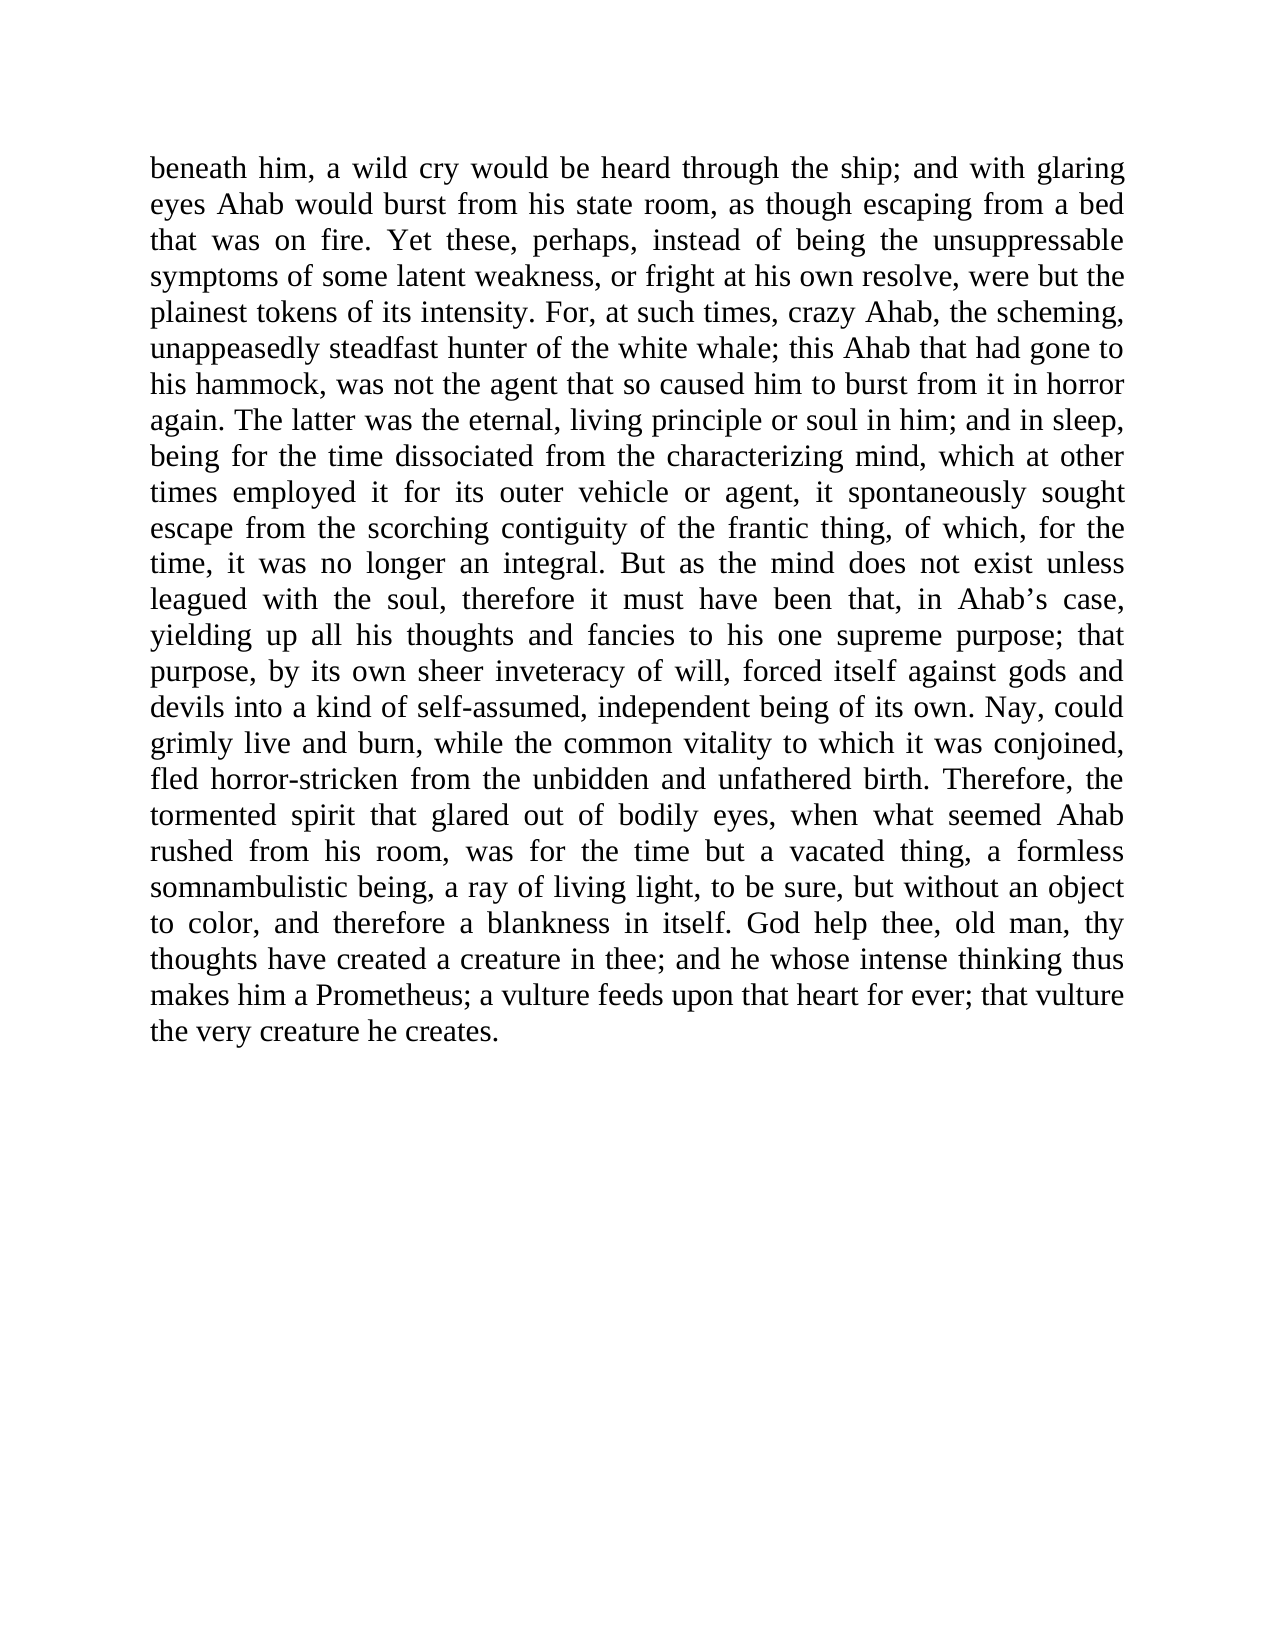 beneath him, a wild cry would be heard through the ship; and with glaring
eyes Ahab would burst from his state room, as though escaping from a bed
that was on fire. Yet these, perhaps, instead of being the unsuppressable
symptoms of some latent weakness, or fright at his own resolve, were but the
plainest tokens of its intensity. For, at such times, crazy Ahab, the scheming,
unappeasedly steadfast hunter of the white whale; this Ahab that had gone to
his hammock, was not the agent that so caused him to burst from it in horror
again. The latter was the eternal, living principle or soul in him; and in sleep,
being for the time dissociated from the characterizing mind, which at other
times employed it for its outer vehicle or agent, it spontaneously sought
escape from the scorching contiguity of the frantic thing, of which, for the
time, it was no longer an integral. But as the mind does not exist unless
leagued with the soul, therefore it must have been that, in Ahab’s case,
yielding up all his thoughts and fancies to his one supreme purpose; that
purpose, by its own sheer inveteracy of will, forced itself against gods and
devils into a kind of self-assumed, independent being of its own. Nay, could
grimly live and burn, while the common vitality to which it was conjoined,
fled horror-stricken from the unbidden and unfathered birth. Therefore, the
tormented spirit that glared out of bodily eyes, when what seemed Ahab
rushed from his room, was for the time but a vacated thing, a formless
somnambulistic being, a ray of living light, to be sure, but without an object
to color, and therefore a blankness in itself. God help thee, old man, thy
thoughts have created a creature in thee; and he whose intense thinking thus
makes him a Prometheus; a vulture feeds upon that heart for ever; that vulture
the very creature he creates.